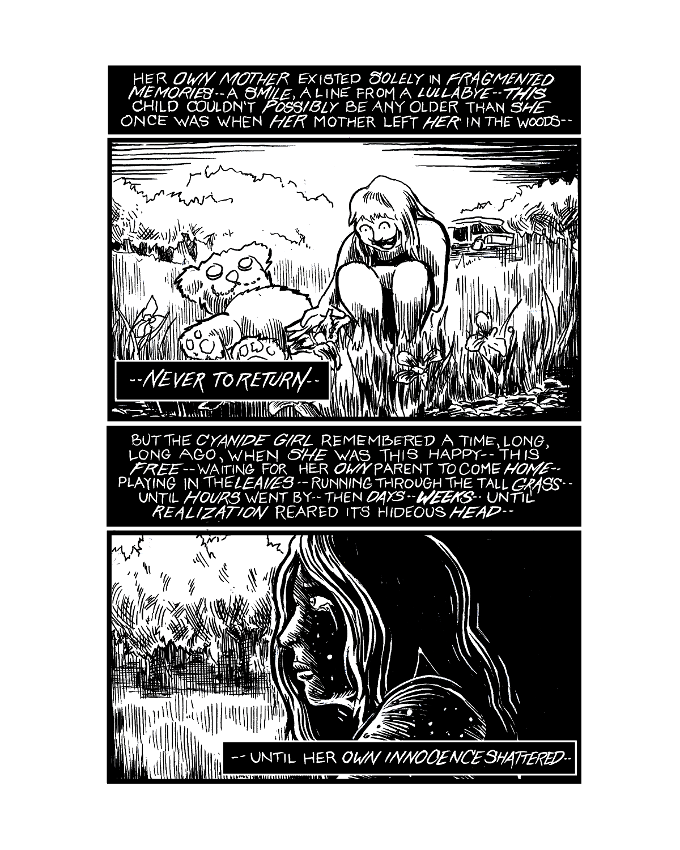 HER OWN MOTHER EXISTED SOLELY IN FRAGMENTED
MEMORIES--A SMILE, A LINE FROM A LULLABYE--THIS
CHILD COULDN'T POSSIBLY BE ANY OLDER THAN SHE
ONCE WAS WHEN HER MOTHER LEFT HER IN THE WOODS--
--NEVER TO RETURN--
BUT THE CYANIDE GIRL REMEMBERED A TIME, LONG,
LONG AGO, WHEN SHE WAS THIS HAPPY--THIS
FREE--WAITING FOR HER OWN PARENT TO COME HOME--
PLAYING IN THE LEAVES--RUNNING THROUGH THE TALL GRASS--
UNTIL HOURS WENT BY--THEN DAYS--WEEKS--UNTIL
REALIZATION REARED ITS HIDEOUS HEAD--
--UNTIL HER OWN INNOCENCE SHATTERED--